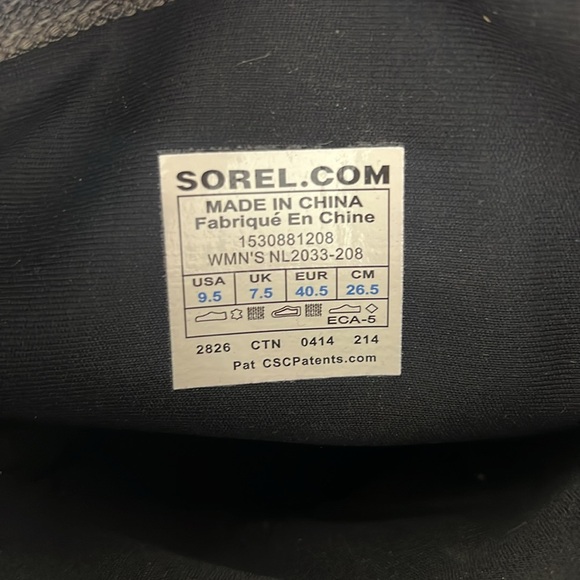 SOREL.COM
MADE IN CHINA
Fabriqué En Chine
1530881208
WMN'S NL2033-208
USA UK EUR CM
9.5 7.5 40.5 26.5
ECA-5
2826 CTN 0414 214
Pat CSCPatents.com